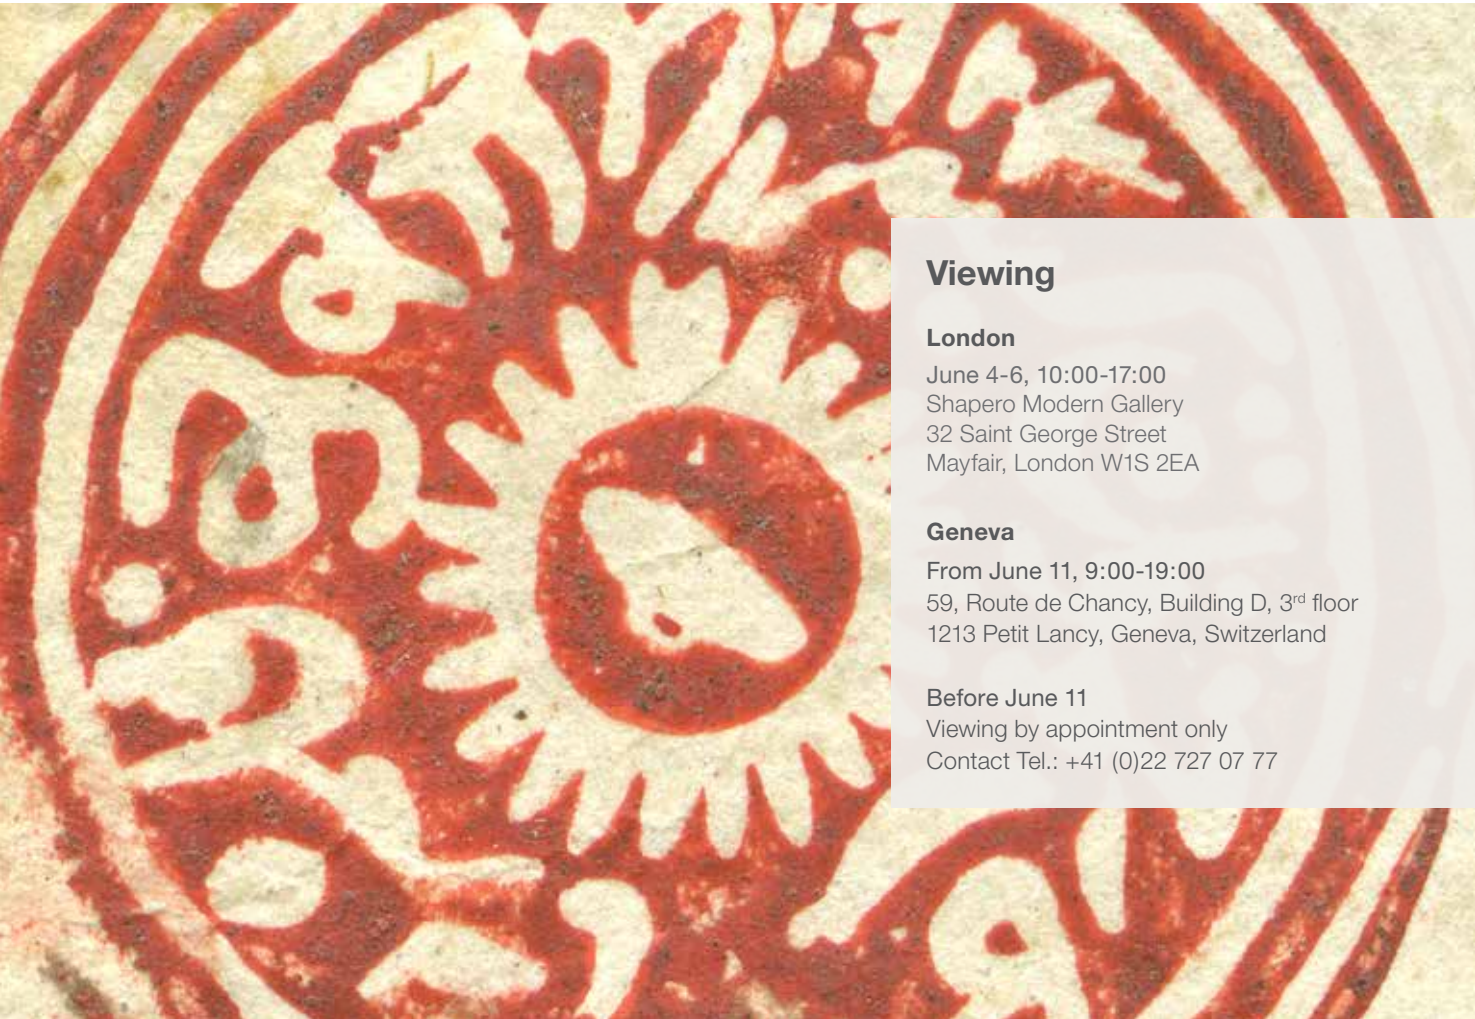 Viewing
London
June 4-6, 10:00-17:00
Shapero Modern Gallery
32 Saint George Street
Mayfair, London W1S 2EA
Geneva
From June 11, 9:00-19:00
59, Route de Chancy, Building D, 3rd floor
1213 Petit Lancy, Geneva, Switzerland
Before June 11
Viewing by appointment only
Contact Tel.: +41 (0)22 727 07 77